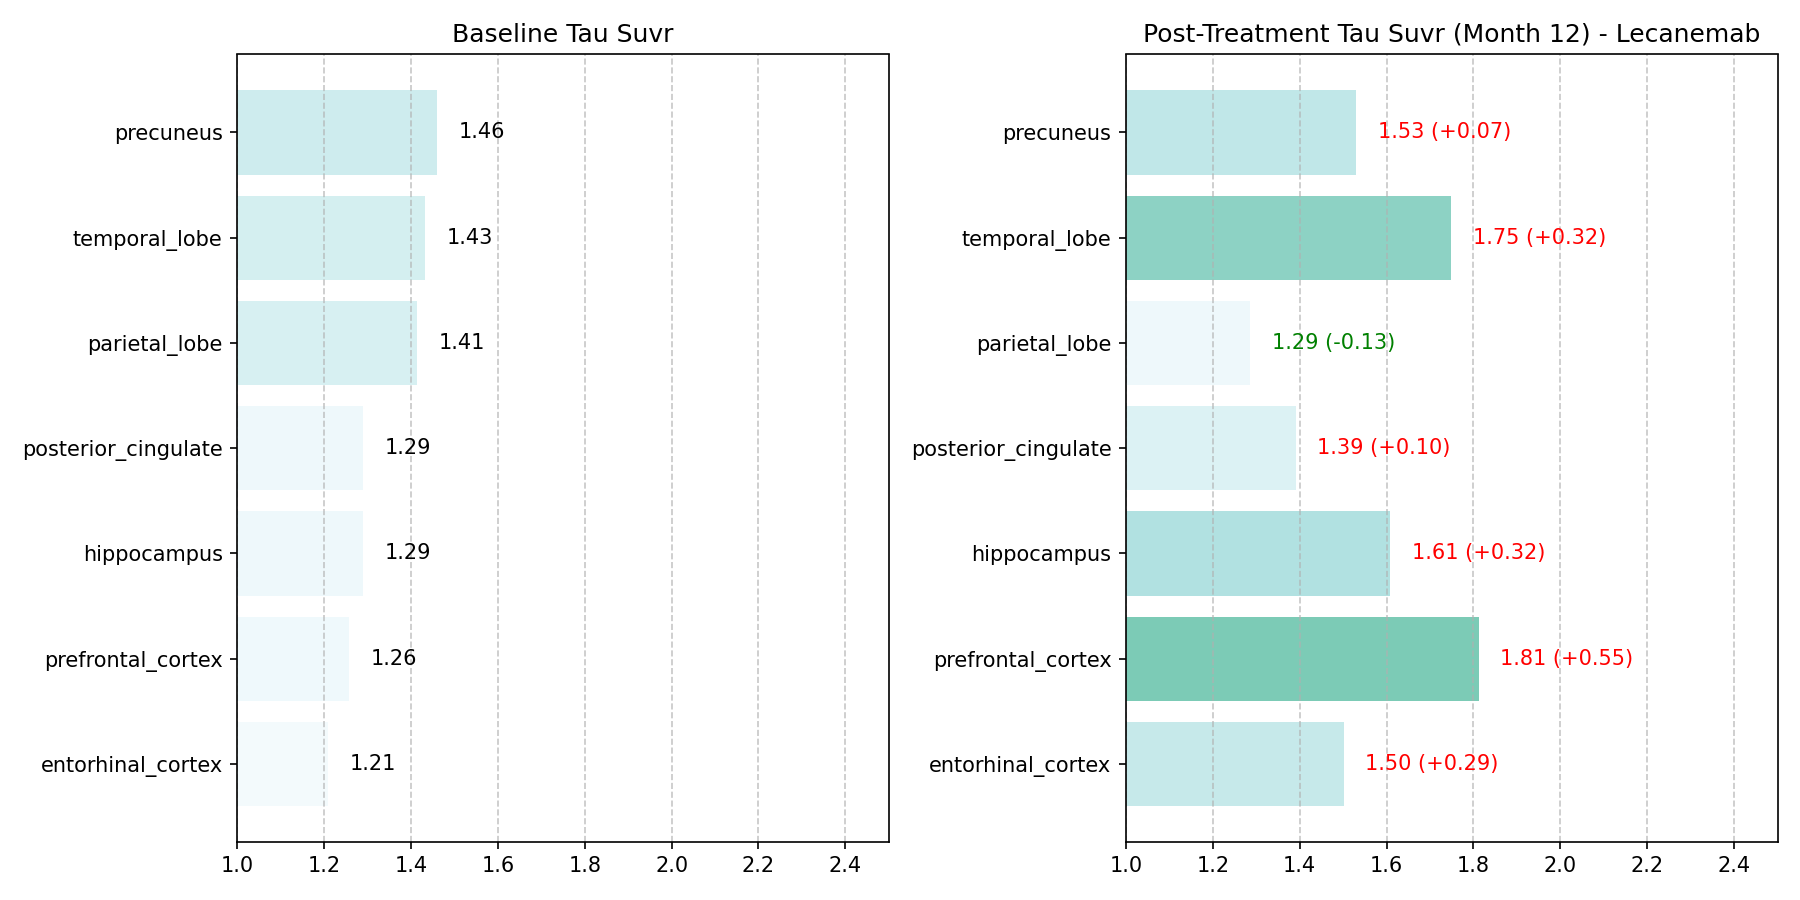 Baseline Tau Suvr
precuneus
1.46
temporal_lobe
1.43
parietal_lobe
1.41
posterior_cingulate
1.29
hippocampus
1.29
prefrontal_cortex
1.26
entorhinal_cortex
1.21
1.0 1.2 1.4 1.6 1.8 2.0 2.2 2.4
Post-Treatment Tau Suvr (Month 12) - Lecanemab
precuneus
1.53 (+0.07)
temporal_lobe
1.75 (+0.32)
parietal_lobe
1.29 (-0.13)
posterior_cingulate
1.39 (+0.10)
hippocampus
1.61 (+0.32)
prefrontal_cortex
1.81 (+0.55)
entorhinal_cortex
1.50 (+0.29)
1.0 1.2 1.4 1.6 1.8 2.0 2.2 2.4